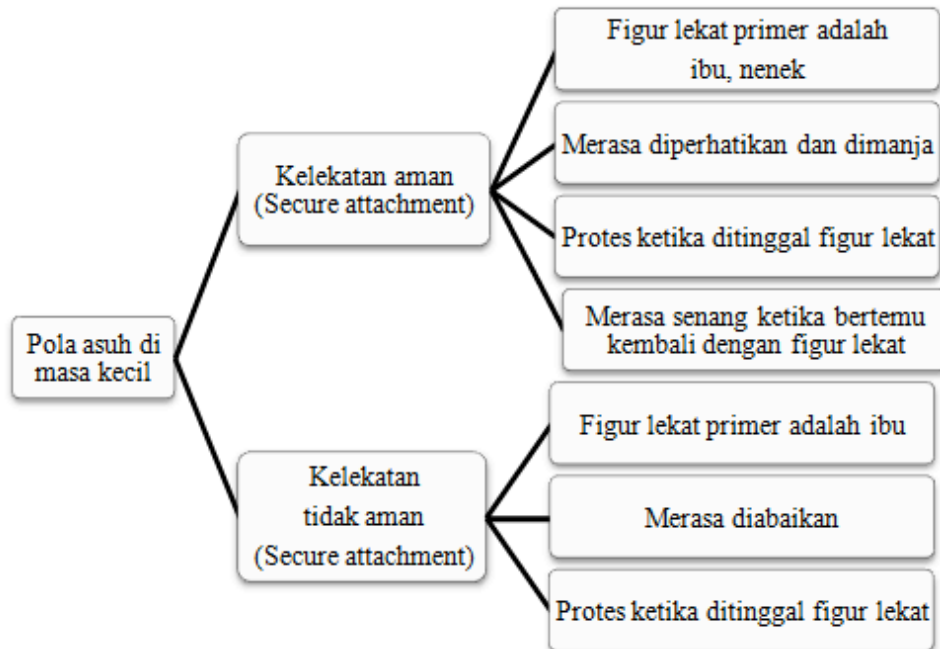 Pola asuh di
masa kecil
Kelekatan aman
(Secure attachment)
Figur lekat primer adalah
ibu, nenek
Merasa diperhatikan dan dimanja
Protes ketika ditinggal figur lekat
Merasa senang ketika bertemu
kembali dengan figur lekat
Kelekatan
tidak aman
(Secure attachment)
Figur lekat primer adalah ibu
Merasa diabaikan
Protes ketika ditinggal figur lekat